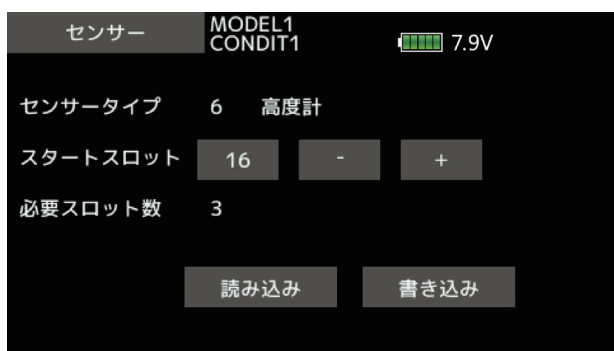 センサー
MODEL1
CONDIT1
7.9V
センサータイプ 6 高度計
スタートスロット 16 - +
必要スロット数 3
読み込み 書き込み